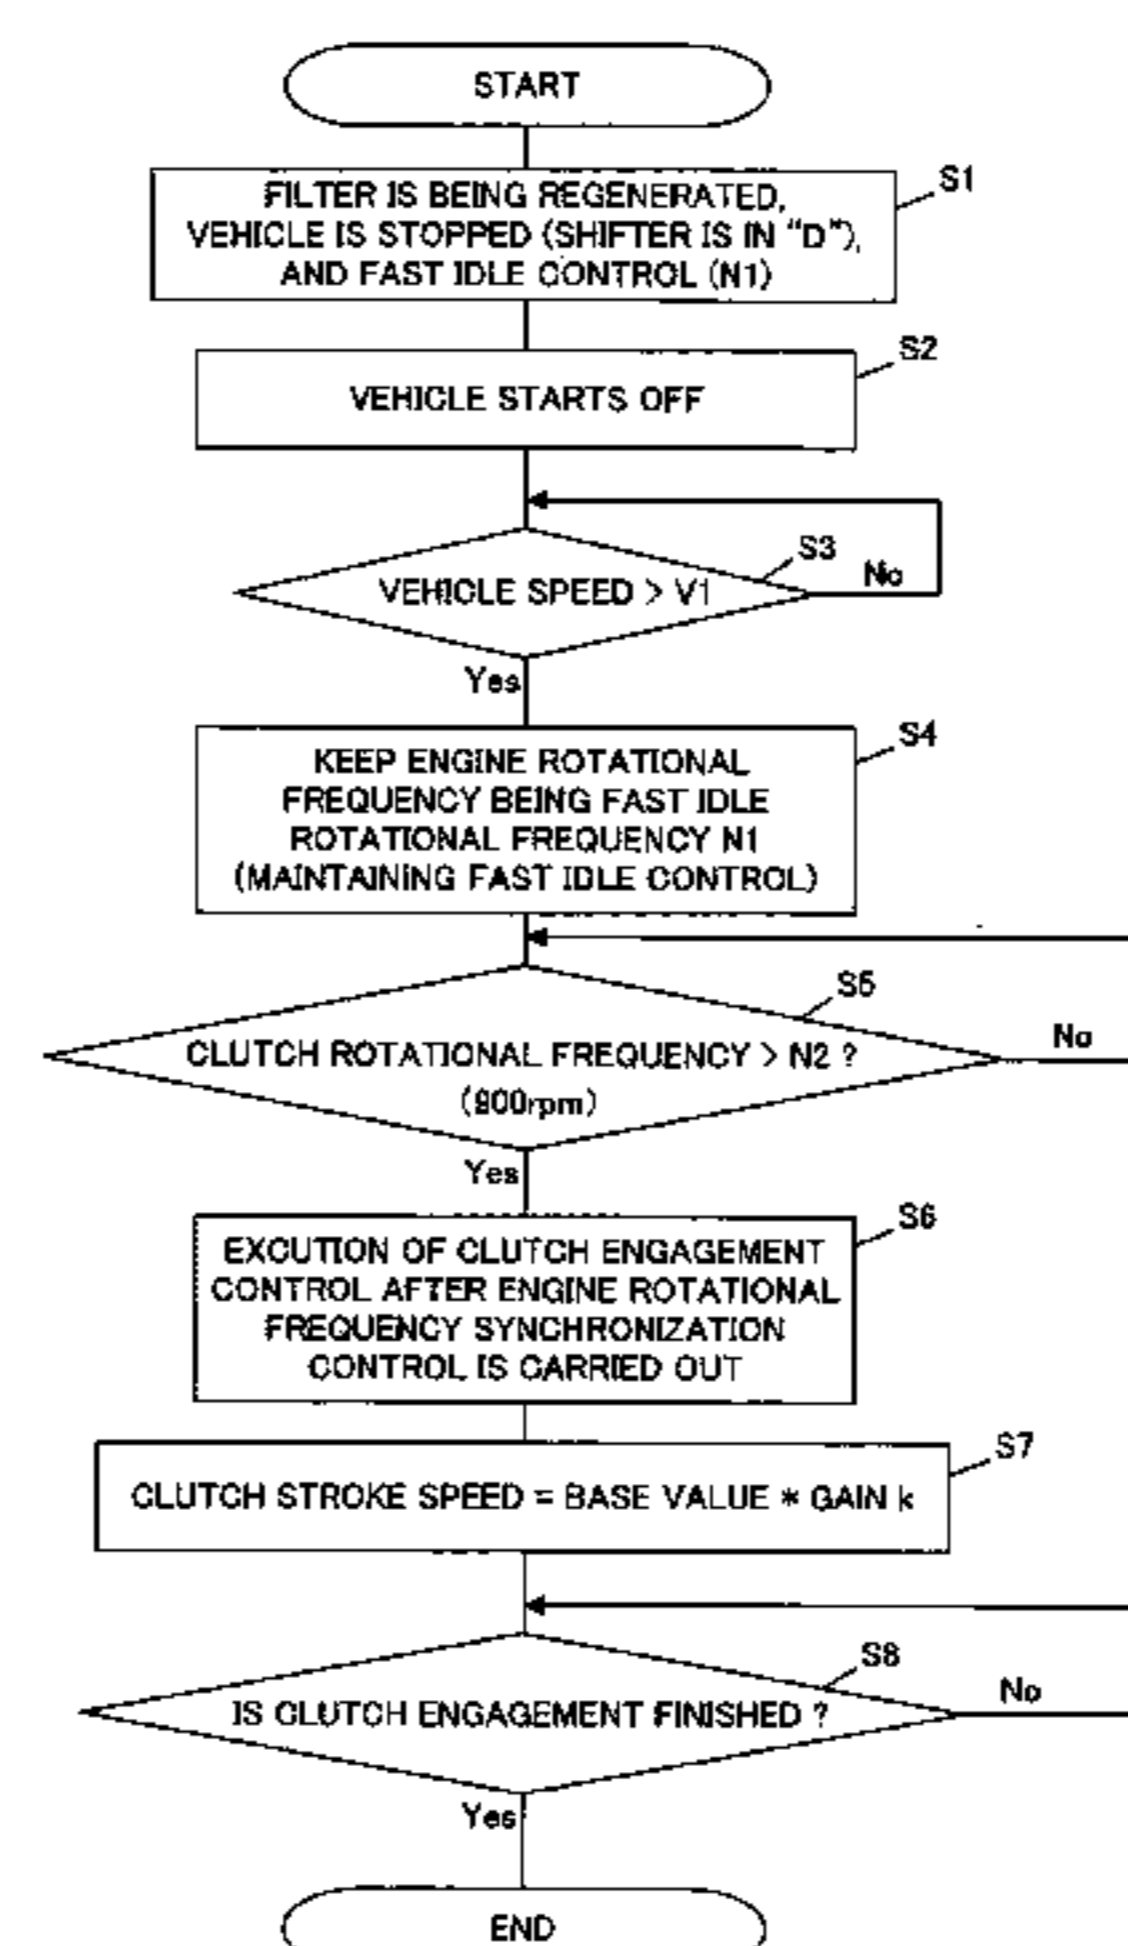 START
S1
FILTER IS BEING REGENERATED,
VEHICLE IS STOPPED (SHIFTER IS IN "D"),
AND FAST IDLE CONTROL (N1)
S2
VEHICLE STARTS OFF
S3
VEHICLE SPEED > V1
No
Yes
S4
KEEP ENGINE ROTATIONAL
FREQUENCY BEING FAST IDLE
ROTATIONAL FREQUENCY N1
(MAINTAINING FAST IDLE CONTROL)
S5
CLUTCH ROTATIONAL FREQUENCY > N2 ?
(900rpm)
No
Yes
S6
EXCUTION OF CLUTCH ENGAGEMENT
CONTROL AFTER ENGINE ROTATIONAL
FREQUENCY SYNCHRONIZATION
CONTROL IS CARRIED OUT
S7
CLUTCH STROKE SPEED = BASE VALUE * GAIN k
S8
IS CLUTCH ENGAGEMENT FINISHED ?
No
Yes
END